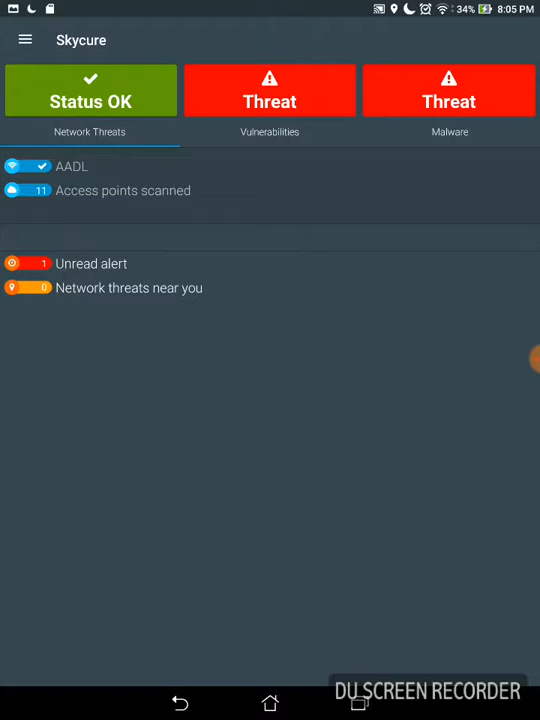 34% 8:05 PM
Skycure
Status OK
Threat
Threat
Network Threats
Vulnerabilities
Malware
AADL
11 Access points scanned
1 Unread alert
0 Network threats near you
DU SCREEN RECORDER